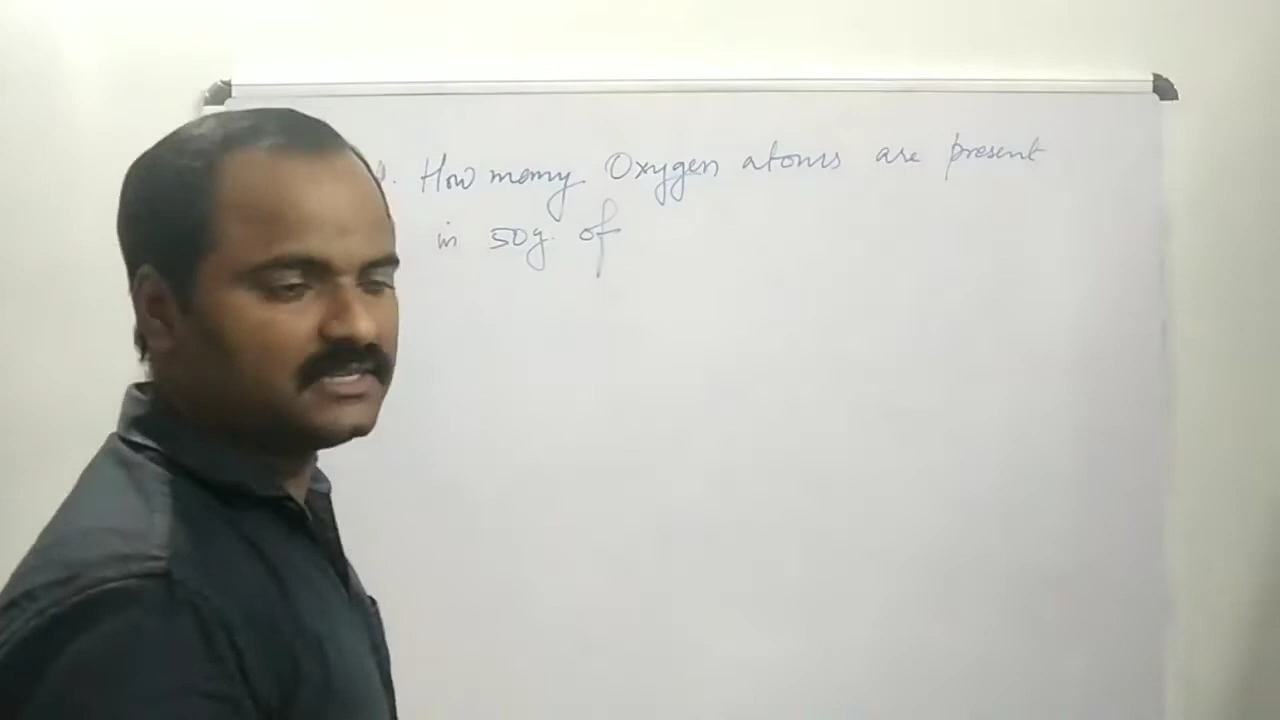 How many Oxygen atoms are present
in 50g. of